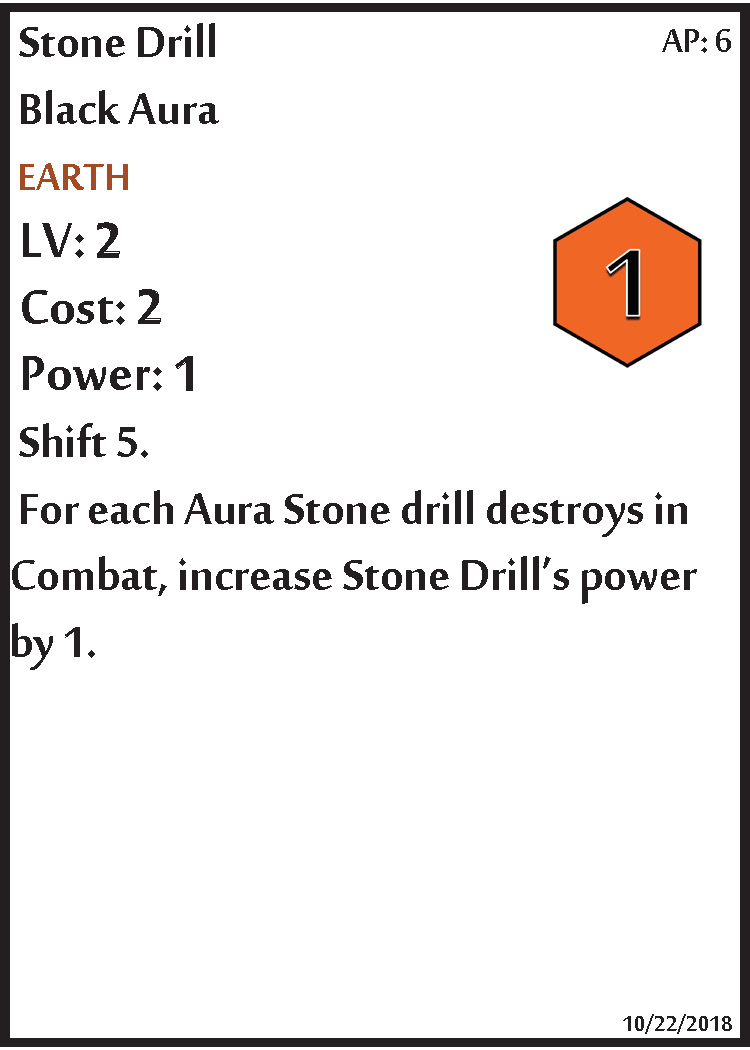 Stone Drill
AP: 6
Black Aura
EARTH
LV: 2
Cost: 2
1
Power: 1
Shift 5.
For each Aura Stone drill destroys in
Combat, increase Stone Drill's power
by 1.
10/22/2018